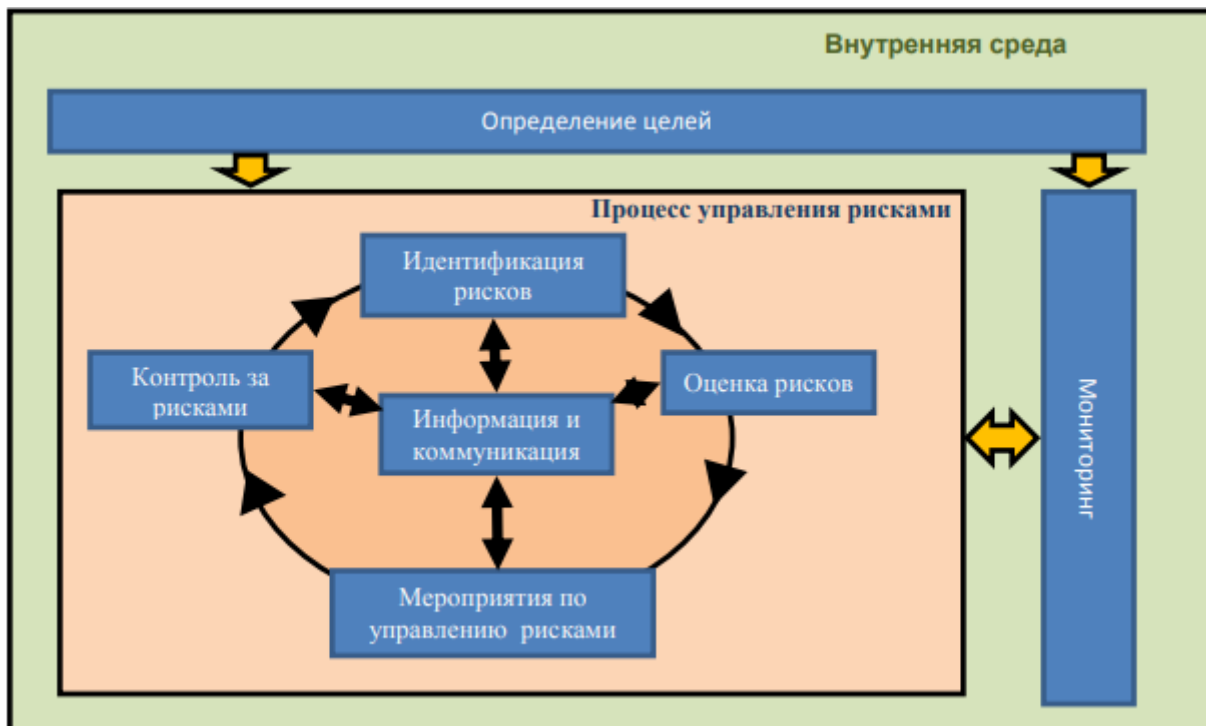 Внутренняя среда
Определение целей
Процесс управления рисками
Идентификация
рисков
Контроль за
рисками
Оценка рисков
Информация и
коммуникация
Мероприятия по
управлению рисками
Мониторинг